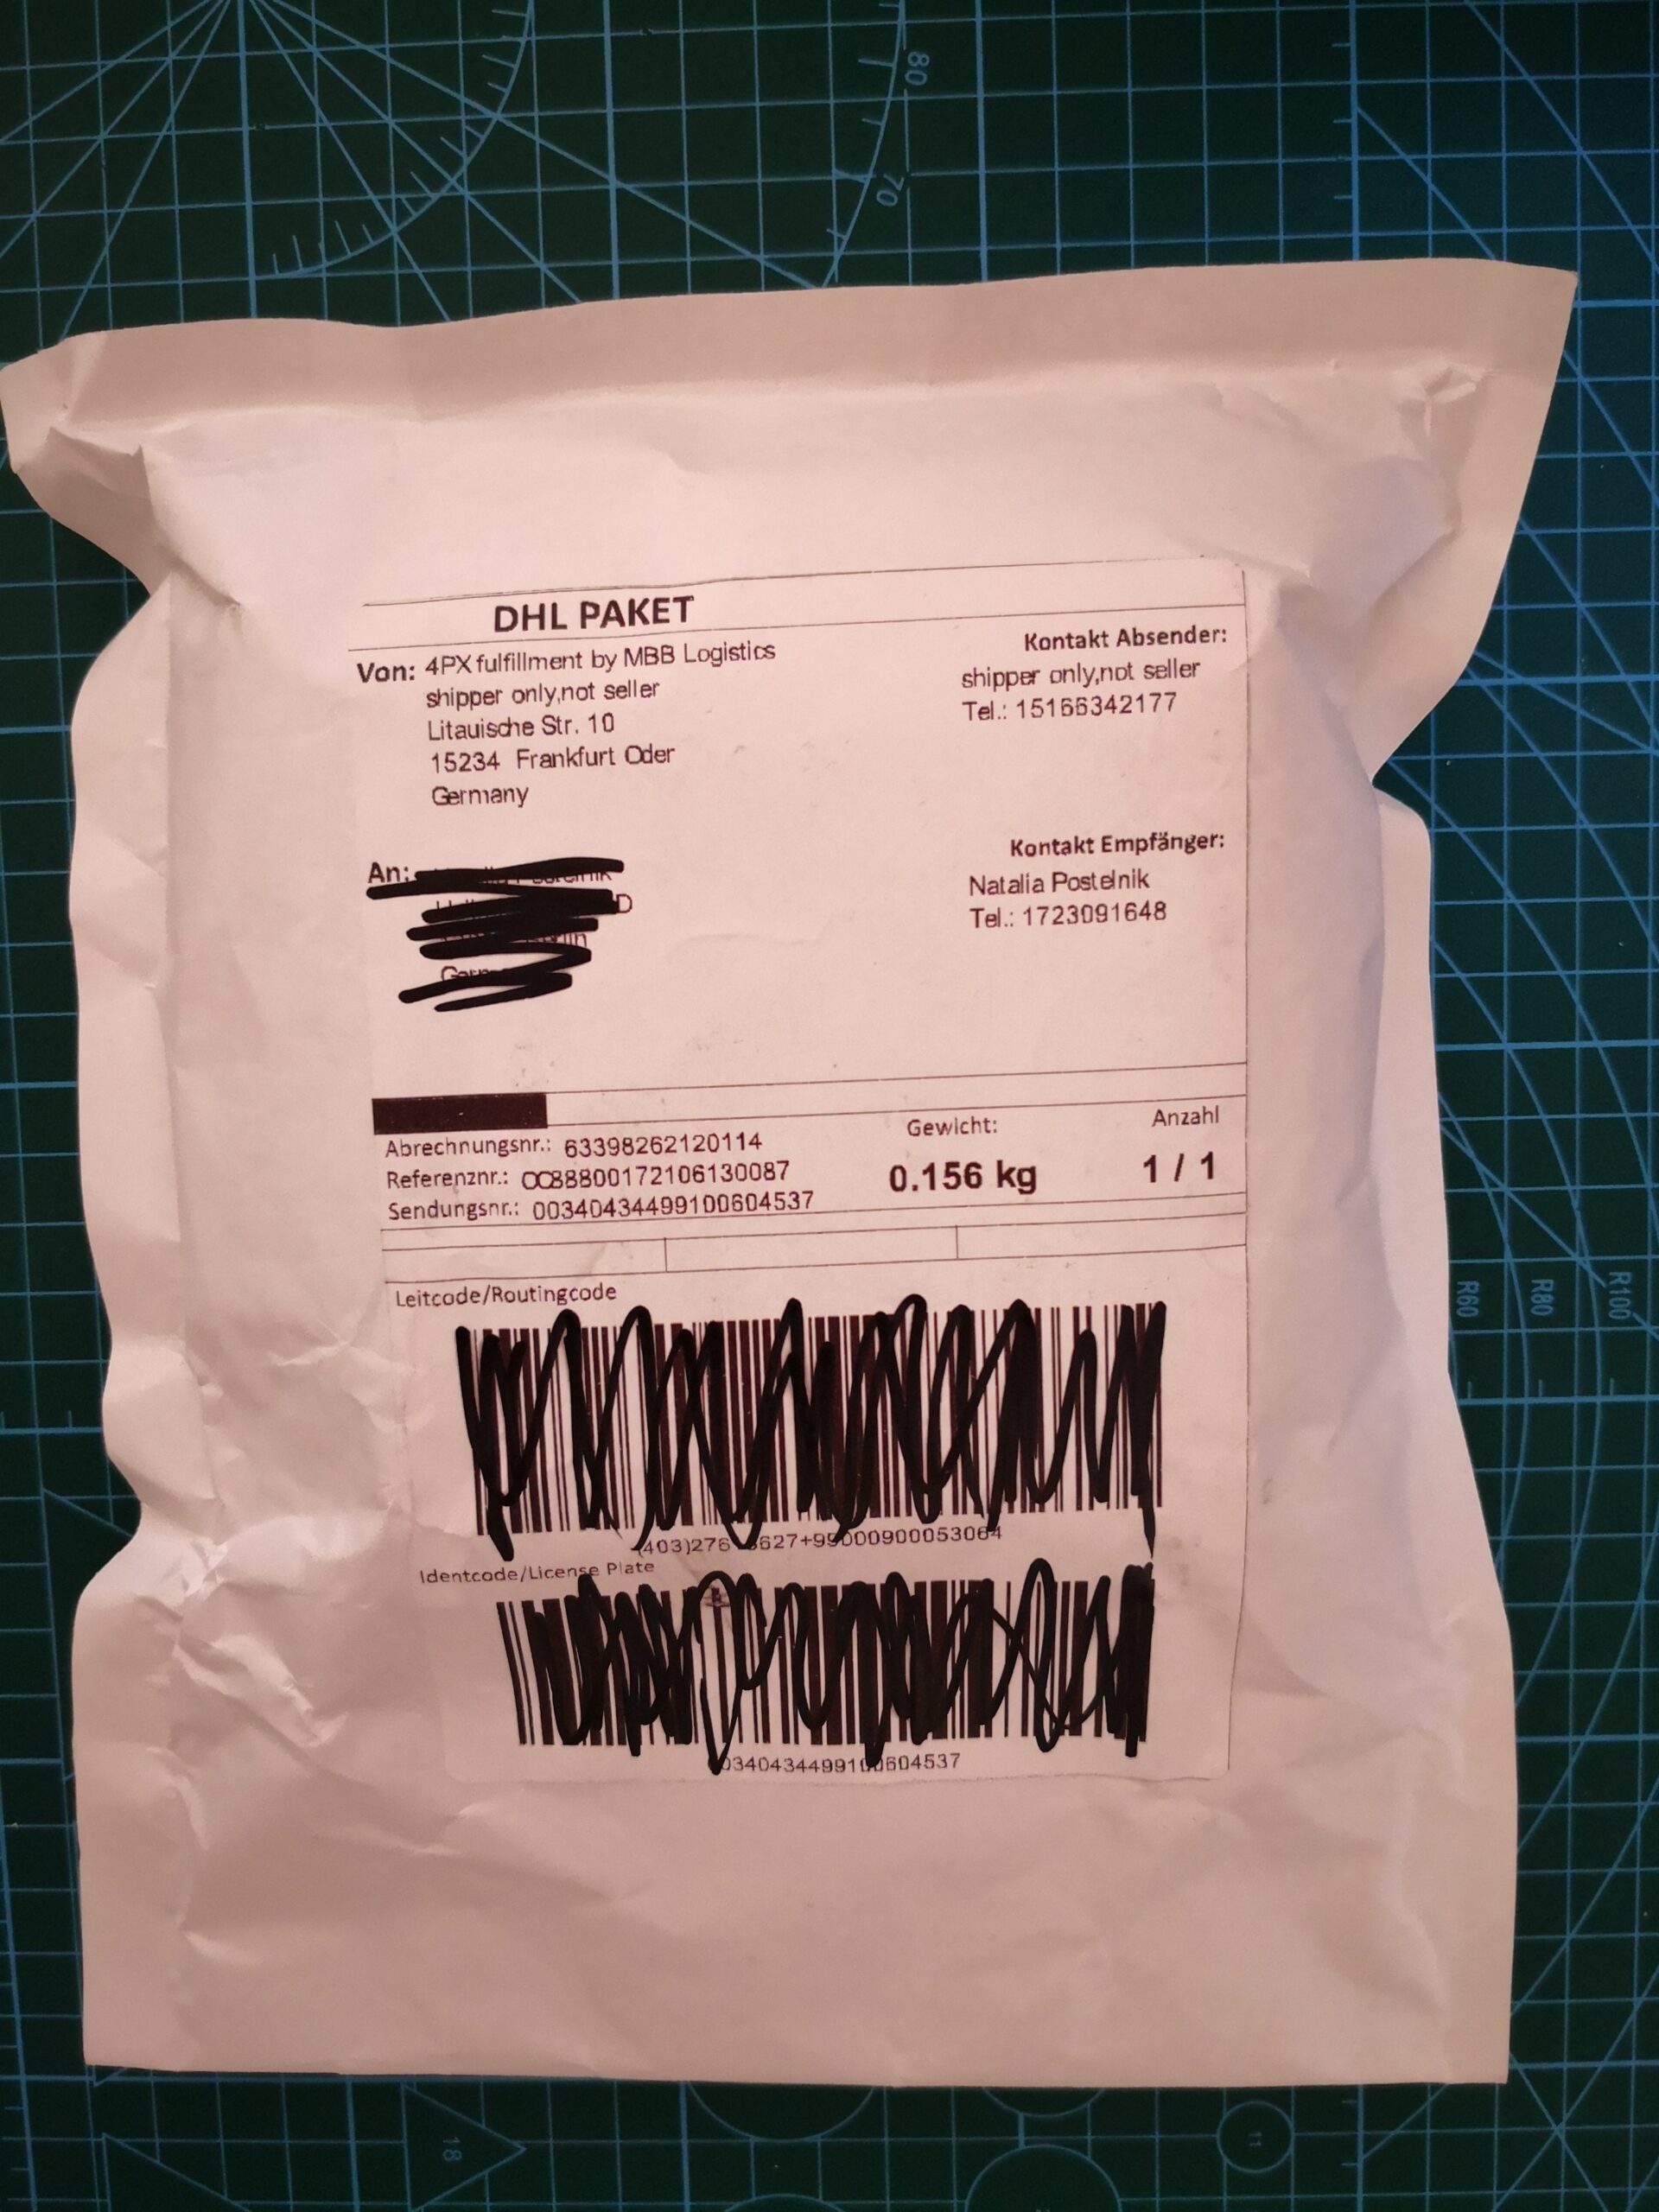 DHL PAKET
Von: 4PX fulfillment by MBB Logistics
shipper only,not seller
Litauische Str. 10
15234 Frankfurt Oder
Germany
Kontakt Absender:
shipper only,not seller
Tel.: 15166342177
An:
Kontakt Empfänger:
Natalia Postelnik
Tel.: 1723091648
Abrechnungsnr.: 63398262120114
Referenznr.: OC88800172106130087
Sendungsnr.: 00340434499100604537
Gewicht:
0.156 kg
Anzahl
1 / 1
Leitcode/Routingcode
Identcode/License Plate
80
70
R60
R80
R100
18
11